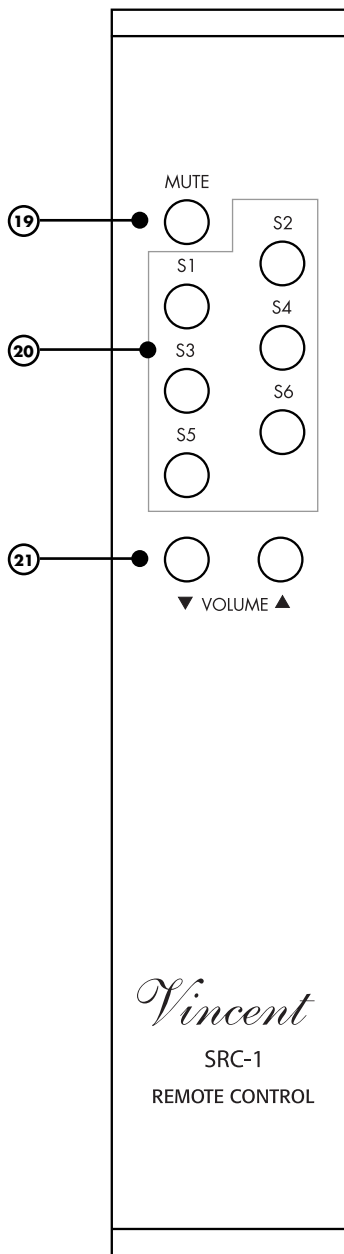 MUTE
19
S2
S1
S4
20
S3
S6
S5
21
▼ VOLUME ▲
Vincent
SRC-1
REMOTE CONTROL